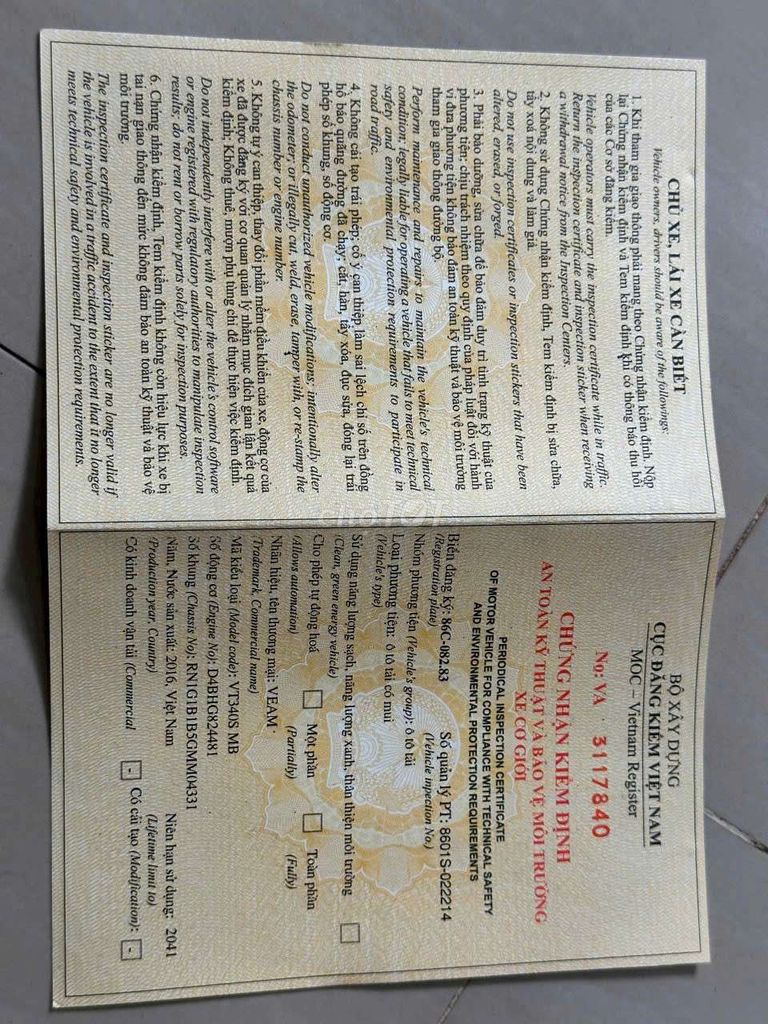 CHỦ XE, LÁI XE CẦN BIẾT
Vehicle owners, drivers should be aware of the followings:
1. Khi tham gia giao thông phải mang theo Chứng nhận kiểm định. Nộp
lại Chứng nhận kiểm định và Tem kiểm định khi có thông báo thu hồi
của các Cơ sở đăng kiểm.
Vehicle operators must carry the inspection certificate while in traffic.
Return the inspection certificate and inspection sticker when receiving
a withdrawal notice from the Inspection Centers.
2. Không sử dụng Chứng nhận kiểm định, Tem kiểm định bị sửa chữa,
tẩy xoá nội dung và làm giả.
Do not use inspection certificates or inspection stickers that have been
altered, erased, or forged.
3. Phải bảo dưỡng, sửa chữa để bảo đảm duy trì tình trạng kỹ thuật của
phương tiện; chịu trách nhiệm theo quy định của pháp luật đối với hành
vi đưa phương tiện không bảo đảm an toàn kỹ thuật và bảo vệ môi trường
tham gia giao thông đường bộ.
Perform maintenance and repairs to maintain the vehicle's technical
condition; legally liable for operating a vehicle that fails to meet technical
safety and environmental protection requirements to participate in
road traffic.
4. Không cải tạo trái phép; cố ý can thiệp làm sai lệch chỉ số trên đồng
hồ báo quãng đường đã chạy; cắt, hàn, tẩy xóa, đục sửa, đóng lại trái
phép số khung, số động cơ.
Do not conduct unauthorized vehicle modifications; intentionally alter
the odometer; or illegally cut, weld, erase, tamper with, or re-stamp the
chassis number or engine number.
5. Không tự ý can thiệp, thay đổi phần mềm điều khiển của xe, động cơ của
xe đã được đăng ký với cơ quan quản lý nhằm mục đích gian lận kết quả
kiểm định; Không thuê, mượn phụ tùng chỉ để thực hiện việc kiểm định.
Do not independently interfere with or alter the vehicle's control software
or engine registered with regulatory authorities to manipulate inspection
results; do not rent or borrow parts solely for inspection purposes.
6. Chứng nhận kiểm định, Tem kiểm định không còn hiệu lực khi xe bị
tai nạn giao thông đến mức không đảm bảo an toàn kỹ thuật và bảo vệ
môi trường.
The inspection certificate and inspection sticker are no longer valid if
the vehicle is involved in a traffic accident to the extent that it no longer
meets technical safety and environmental protection requirements.
BỘ XÂY DỰNG
CỤC ĐĂNG KIỂM VIỆT NAM
MOC – Vietnam Register
No: VA 3117840
CHỨNG NHẬN KIỂM ĐỊNH
AN TOÀN KỸ THUẬT VÀ BẢO VỆ MÔI TRƯỜNG
XE CƠ GIỚI
PERIODICAL INSPECTION CERTIFICATE
OF MOTOR VEHICLE FOR COMPLIANCE WITH TECHNICAL SAFETY
AND ENVIRONMENTAL PROTECTION REQUIREMENTS
Biển đăng ký: 86C-082.83 Số quản lý PT: 8601S-022214
(Registration plate) (Vehicle inpection No.)
Nhóm phương tiện (Vehicle's group): ô tô tải
Loại phương tiện: ô tô tải có mui
(Vehicle's type)
Sử dụng năng lượng sạch, năng lượng xanh, thân thiện môi trường
(Clean, green energy vehicle)
Cho phép tự động hoá Một phần Toàn phần
(Allows automation) (Partially) (Fully)
Nhãn hiệu, tên thương mại: VEAM
(Trademark, Commercial name)
Mã kiểu loại (Model code): VT340S MB
Số động cơ (Engine No): D4BHG824481
Số khung (Chassis No): RN1G1B1B5GMM04331
Năm, Nước sản xuất: 2016, Việt Nam Niên hạn sử dụng: 2041
(Production year, Country) (Lifetime limit to)
Có kinh doanh vận tải (Commercial - Có cải tạo (Modification): -